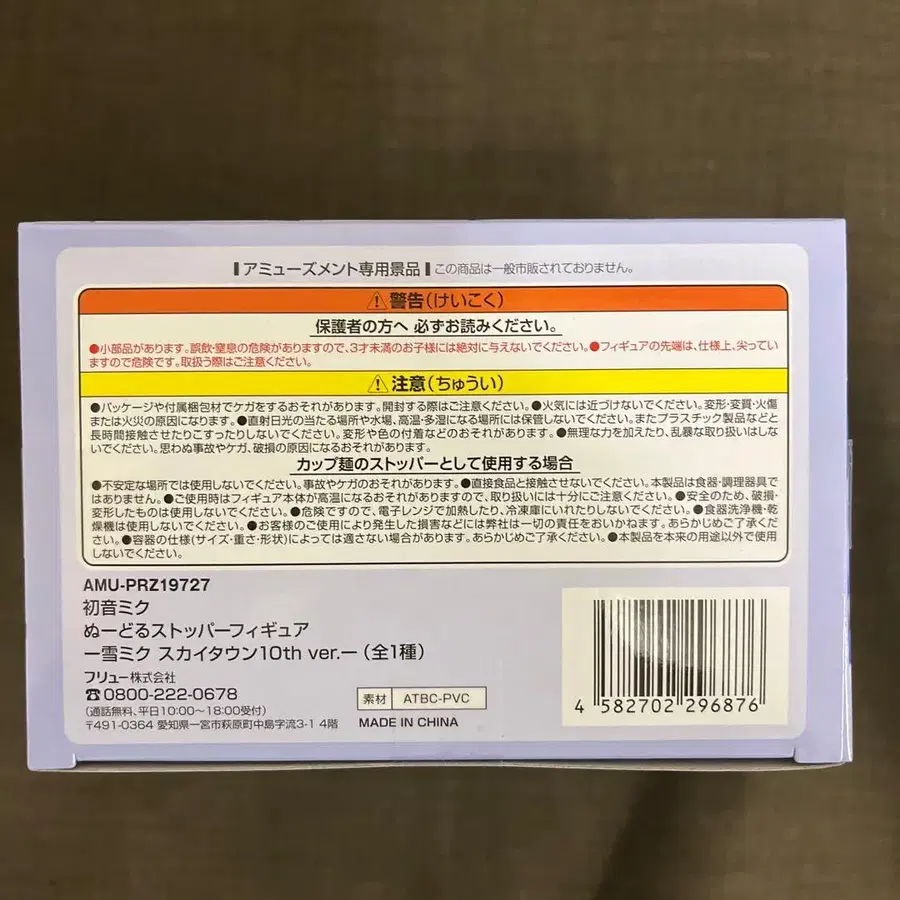 アミューズメント専用景品 この商品は一般市販されておりません。
⚠警告(けいこく)
保護者の方へ 必ずお読みください。
●小部品があります。誤飲・窒息の危険がありますので、3才未満のお子様には絶対に与えないでください。●フィギュアの先端は、仕様上、尖ってい
ますので危険です。取扱う際はご注意ください。
⚠注意(ちゅうい)
●パッケージや付属梱包材でケガをするおそれがあります。開封する際はご注意ください。●火気には近づけないでください。変形・変質・火傷
または火災の原因になります。●直射日光の当たる場所や水場、高温・多湿になる場所には保管しないでください。またプラスチック製品などと
長時間接触させたりこすったりしないでください。変形や色の付着などのおそれがあります。●無理な力を加えたり、乱暴な取り扱いはしな
いでください。思わぬ事故やケガ、破損の原因になるおそれがあります。
カップ麺のストッパーとして使用する場合
●不安定な場所では使用しないでください。事故やケガのおそれがあります。●直接食品と接触させないでください。本製品は食器・調理器具で
はありません。●ご使用時はフィギュア本体が高温になるおそれがありますので、取り扱いには十分にご注意ください。●安全のため、破損・
変形したものは使用しないでください。●危険ですので、電子レンジで加熱したり、冷凍庫にいれたりしないでください。●食器洗浄機・乾
燥機は使用しないでください。●お客様のご使用により発生した損害などには弊社は一切の責任をおいかねます。あらかじめご了承くだ
さい。●容器の仕様(サイズ・重さ・形状)によっては適さない場合があります。あらかじめご了承ください。●本製品を本来の用途以外で使用
しないでください。
AMU-PRZ19727
初音ミク
ぬーどるストッパーフィギュア
ー雪ミク スカイタウン10th ver.ー(全1種)
フリュー株式会社
☎0800-222-0678
(通話無料、平日10:00〜18:00受付)
〒491-0364 愛知県一宮市萩原町中島字流3-1 4階
素材 ATBC-PVC
MADE IN CHINA
4 582702 296876